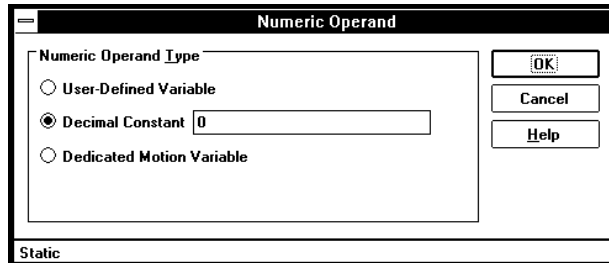 Numeric Operand
Numeric Operand Type
User-Defined Variable
Decimal Constant 0
Dedicated Motion Variable
OK
Cancel
Help
Static